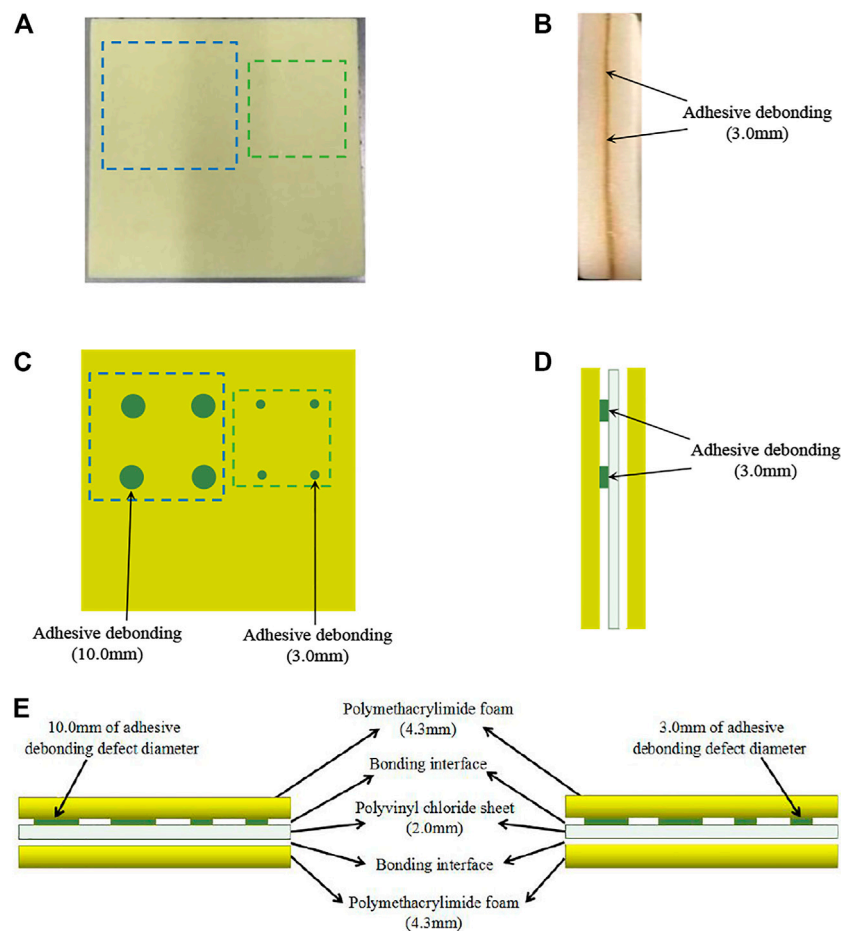 A
B
Adhesive debonding
(3.0mm)
C
Adhesive debonding
(10.0mm)
Adhesive debonding
(3.0mm)
D
Adhesive debonding
(3.0mm)
E
10.0mm of adhesive
debonding defect diameter
Polymethacrylimide foam
(4.3mm)
Bonding interface
Polyvinyl chloride sheet
(2.0mm)
Bonding interface
Polymethacrylimide foam
(4.3mm)
3.0mm of adhesive
debonding defect diameter